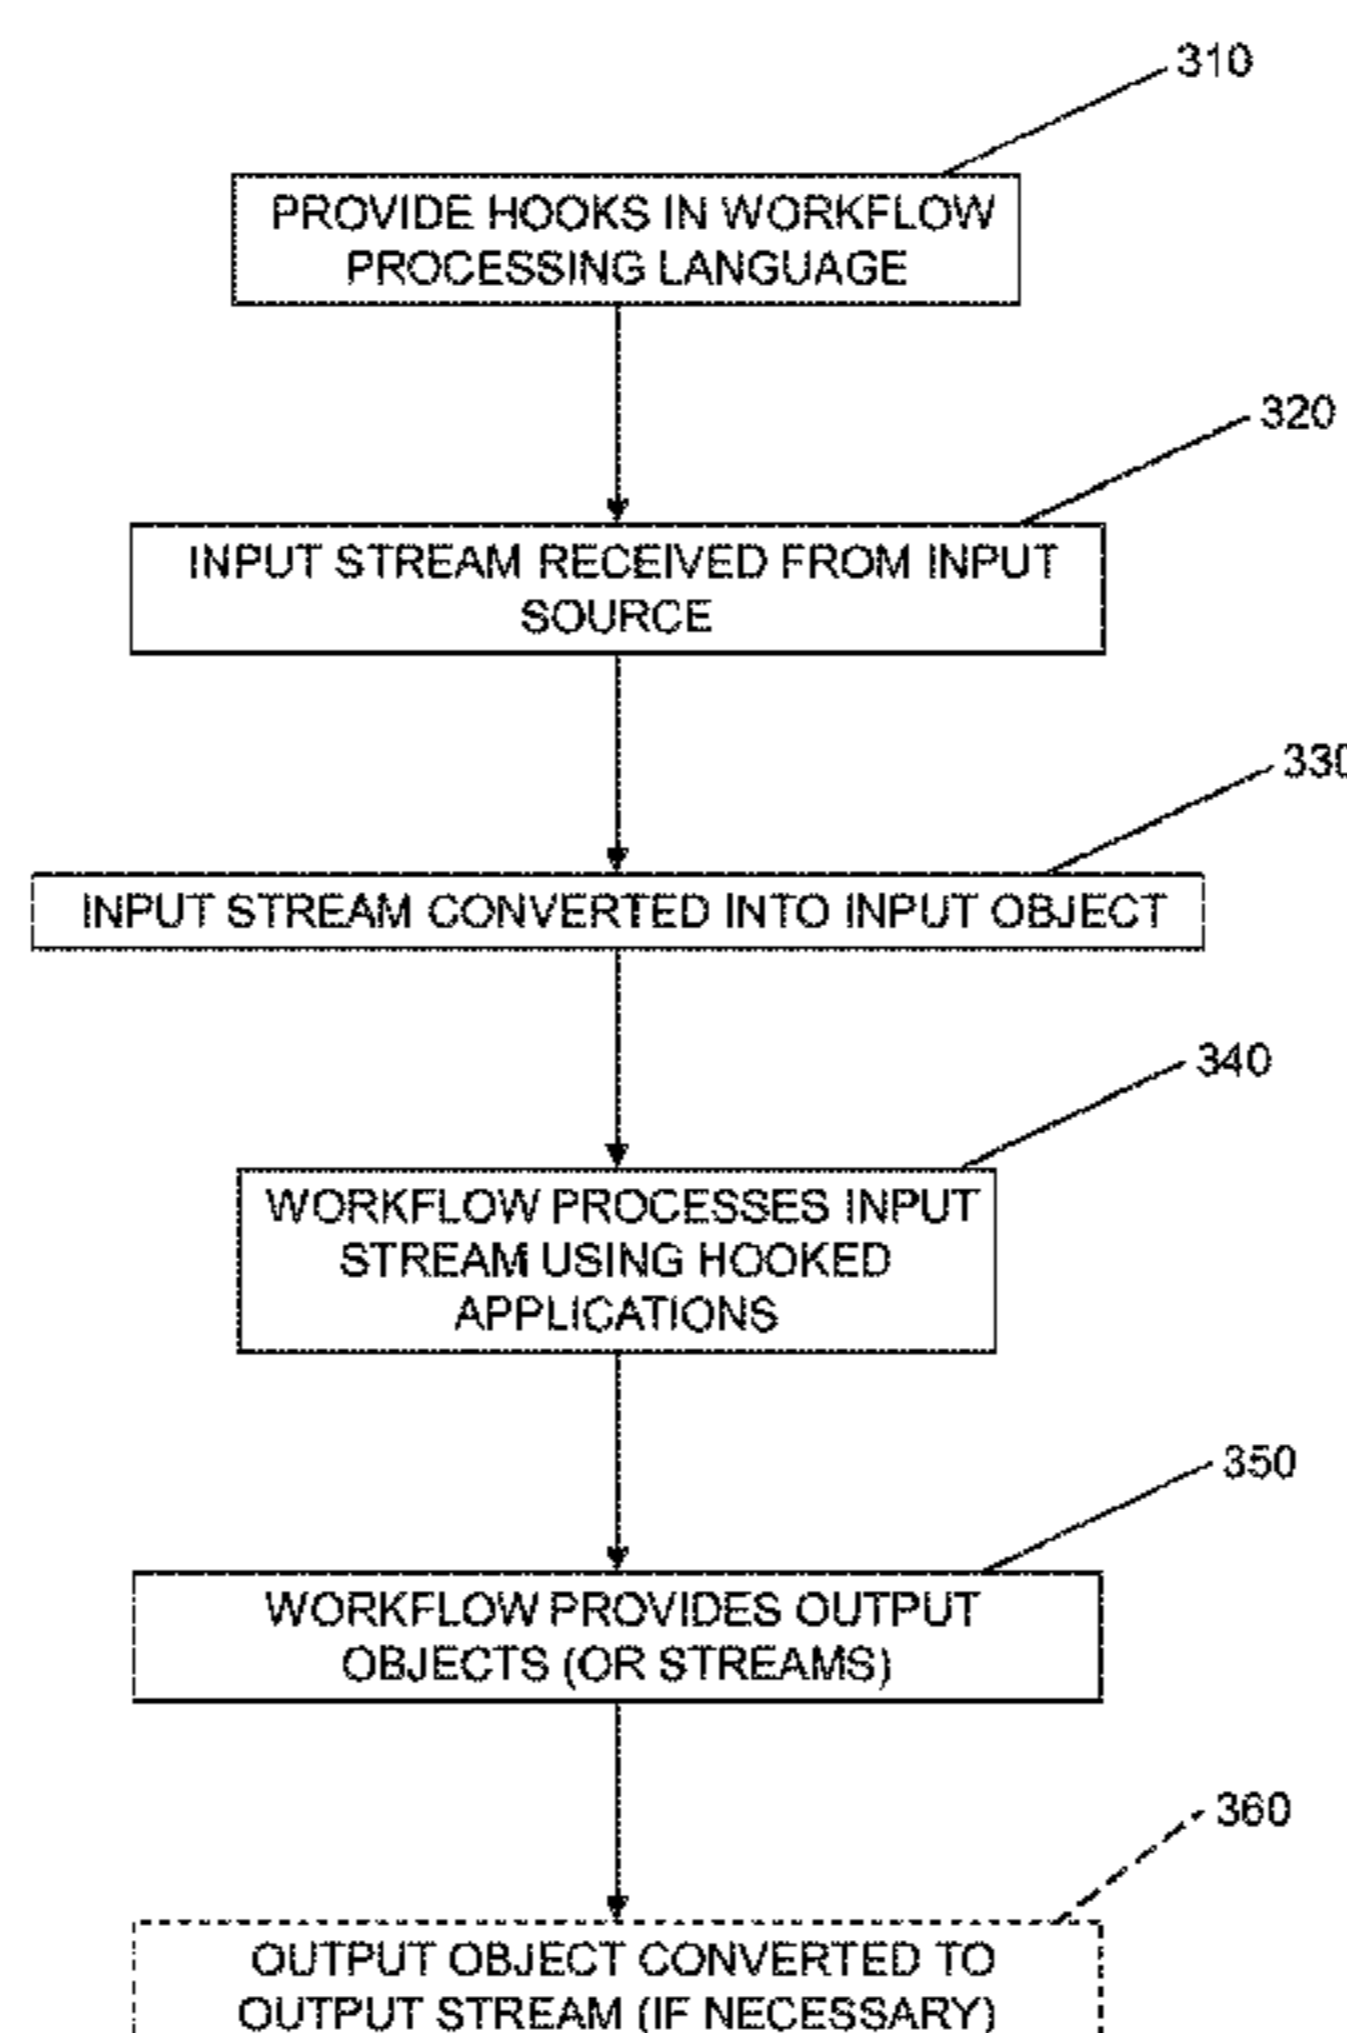 310
PROVIDE HOOKS IN WORKFLOW
PROCESSING LANGUAGE
320
INPUT STREAM RECEIVED FROM INPUT
SOURCE
330
INPUT STREAM CONVERTED INTO INPUT OBJECT
340
WORKFLOW PROCESSES INPUT
STREAM USING HOOKED
APPLICATIONS
350
WORKFLOW PROVIDES OUTPUT
OBJECTS (OR STREAMS)
360
OUTPUT OBJECT CONVERTED TO
OUTPUT STREAM (IF NECESSARY)